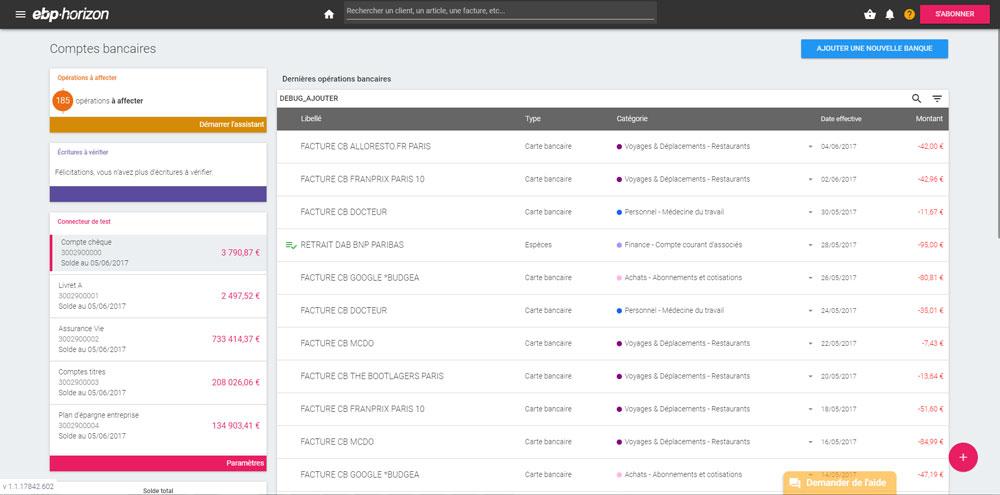 ebp·horizon
Rechercher un client, un article, une facture, etc...
?
S'ABONNER
Comptes bancaires
AJOUTER UNE NOUVELLE BANQUE
Opérations à affecter
185 opérations à affecter
Démarrer l'assistant
Écritures à vérifier
Félicitations, vous n'avez plus d'écritures à vérifier.
Connecteur de test
Compte chèque
3002900000
3 790,87 €
Solde au 05/06/2017
Livret A
3002900001
2 497,52 €
Solde au 05/06/2017
Assurance Vie
3002900002
733 414,37 €
Solde au 05/06/2017
Comptes titres
3002900003
208 026,06 €
Solde au 05/06/2017
Plan d'épargne entreprise
3002900004
134 903,41 €
Solde au 05/06/2017
Paramètres
Solde total
v 1.1.17842.602
Dernières opérations bancaires
DEBUG_AJOUTER
Libellé Type Catégorie Date effective Montant
FACTURE CB ALLORESTO.FR PARIS Carte bancaire Voyages & Déplacements - Restaurants 04/06/2017 -42,00 €
FACTURE CB FRANPRIX PARIS 10 Carte bancaire Voyages & Déplacements - Restaurants 02/06/2017 -42,96 €
FACTURE CB DOCTEUR Carte bancaire Personnel - Médecine du travail 30/05/2017 -11,67 €
RETRAIT DAB BNP PARIBAS Espèces Finance - Compte courant d'associés 28/05/2017 -95,00 €
FACTURE CB GOOGLE *BUDGEA Carte bancaire Achats - Abonnements et cotisations 26/05/2017 -80,81 €
FACTURE CB DOCTEUR Carte bancaire Personnel - Médecine du travail 24/05/2017 -35,01 €
FACTURE CB MCDO Carte bancaire Voyages & Déplacements - Restaurants 22/05/2017 -7,43 €
FACTURE CB THE BOOTLAGERS PARIS Carte bancaire Voyages & Déplacements - Restaurants 20/05/2017 -13,64 €
FACTURE CB FRANPRIX PARIS 10 Carte bancaire Voyages & Déplacements - Restaurants 18/05/2017 -51,60 €
FACTURE CB MCDO Carte bancaire Voyages & Déplacements - Restaurants 16/05/2017 -84,99 €
FACTURE CB GOOGLE *BUDGEA Carte bancaire Achats - Abonnements et cotisations 14/05/2017 -47,19 €
+
Demander de l'aide